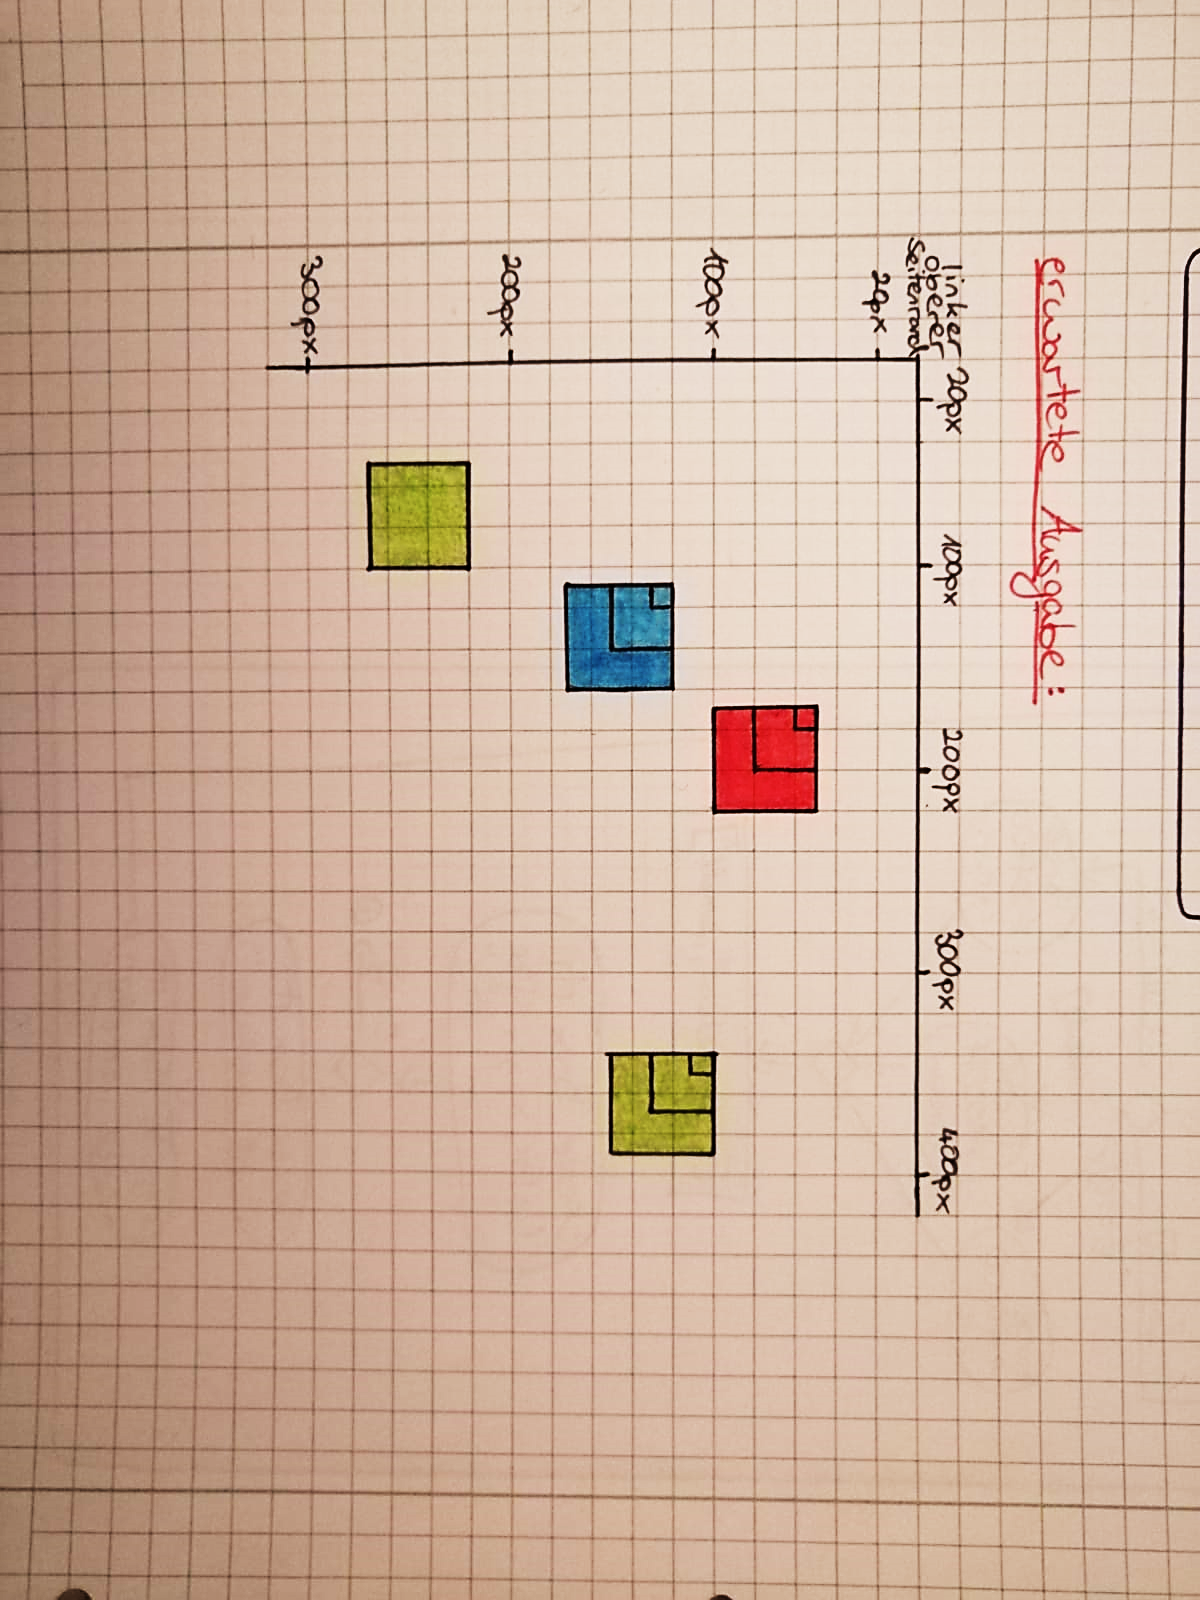 erwartete Ausgabe:
linker
oberer
Seitenrand
20px
100px
200px
300px
400px
20px
100px
200px
300px